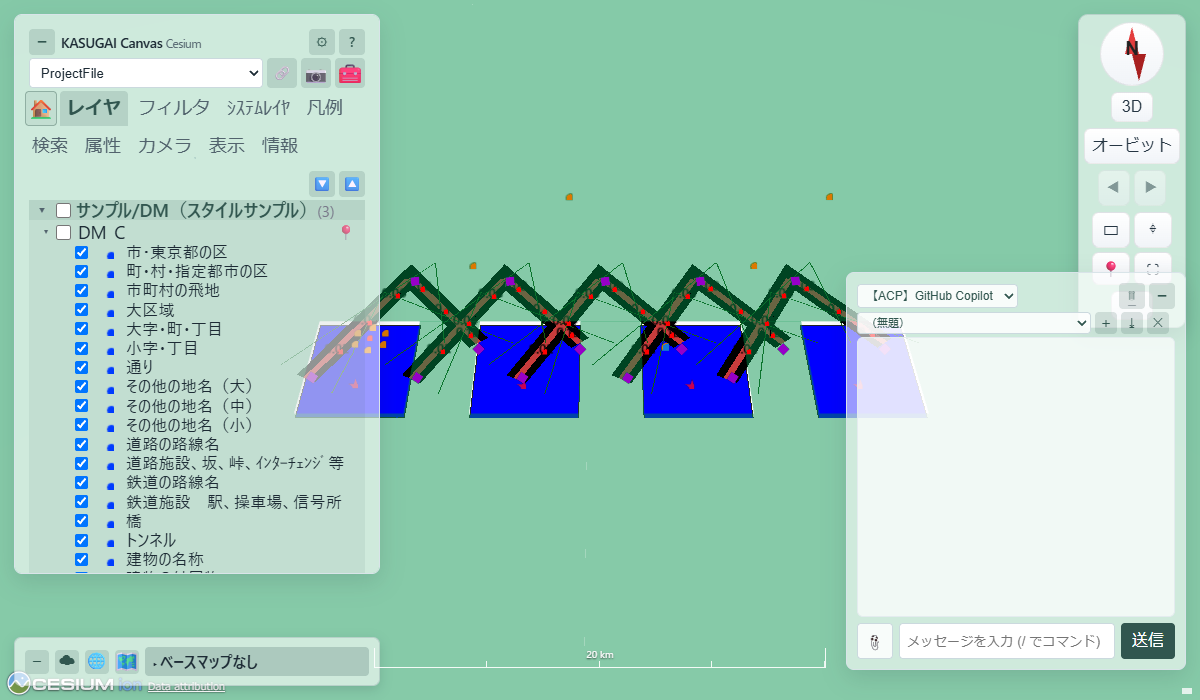 KASUGAI Canvas Cesium
?
ProjectFile
レイヤ フィルタ ｼｽﾃﾑﾚｲﾔ 凡例
検索 属性 カメラ 表示 情報
サンプル/DM（スタイルサンプル）(3)
DM C
市・東京都の区
町・村・指定都市の区
市町村の飛地
大区域
大字・町・丁目
小字・丁目
通り
その他の地名（大）
その他の地名（中）
その他の地名（小）
道路の路線名
道路施設、坂、峠、ｲﾝﾀｰﾁｪﾝｼﾞ等
鉄道の路線名
鉄道施設　駅、操車場、信号所
橋
トンネル
建物の名称
ベースマップなし
CESIUM ion Data attribution
20 km
N
3D
オービット
【ACP】GitHub Copilot
（無題）
メッセージを入力 (/ でコマンド)
送信